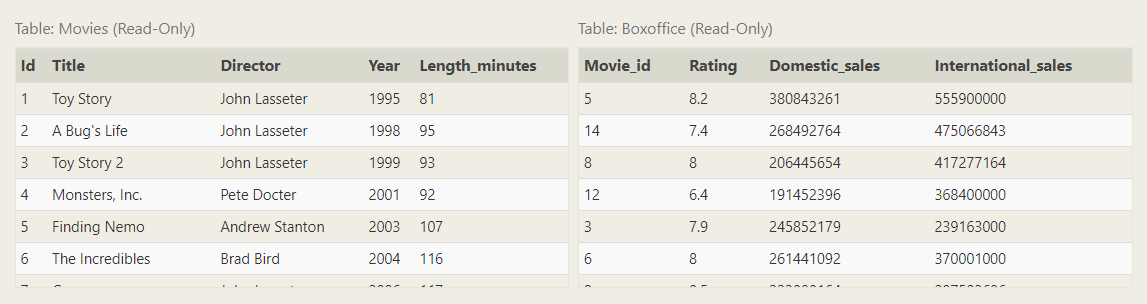 Table: Movies (Read-Only)
Id Title Director Year Length_minutes
1 Toy Story John Lasseter 1995 81
2 A Bug's Life John Lasseter 1998 95
3 Toy Story 2 John Lasseter 1999 93
4 Monsters, Inc. Pete Docter 2001 92
5 Finding Nemo Andrew Stanton 2003 107
6 The Incredibles Brad Bird 2004 116
Table: Boxoffice (Read-Only)
Movie_id Rating Domestic_sales International_sales
5 8.2 380843261 555900000
14 7.4 268492764 475066843
8 8 206445654 417277164
12 6.4 191452396 368400000
3 7.9 245852179 239163000
6 8 261441092 370001000